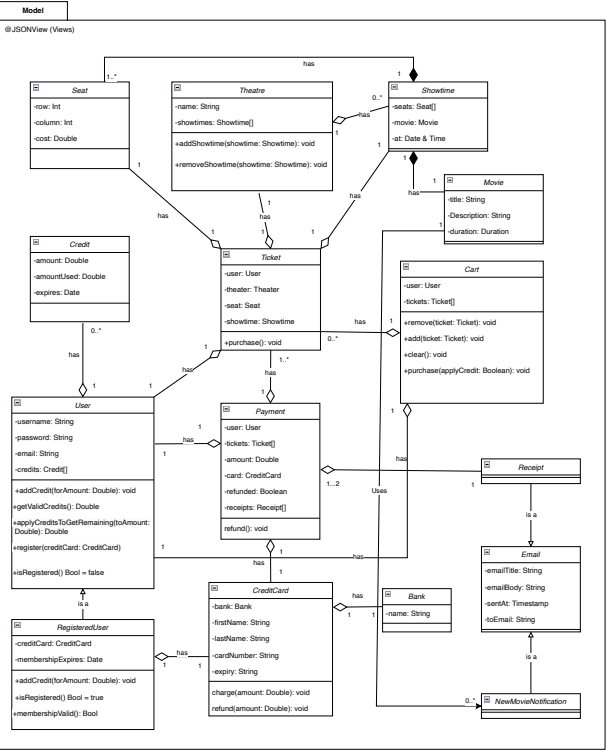 Model
@JSONView (Views)
has
1..*
1
Seat
-row: Int
-column: Int
-cost: Double
1
Theatre
-name: String
-showtimes: Showtime[]
+addShowtime(showtime: Showtime): void
+removeShowtime(showtime: Showtime): void
0..*
has
1
Showtime
-seats: Seat[]
-movie: Movie
-at: Date & Time
1
1
has
1
Movie
-title: String
-Description: String
-duration: Duration
1
has
1
1
has
1
has
1
Credit
-amount: Double
-amountUsed: Double
-expires: Date
0..*
has
1
Ticket
-user: User
-theater: Theater
-seat: Seat
-showtime: Showtime
+purchase(): void
0..*
has
1
Cart
-user: User
-tickets: Ticket[]
+remove(ticket: Ticket): void
+add(ticket: Ticket): void
+clear(): void
+purchase(applyCredit: Boolean): void
1
has
1
1
has
1
1..*
has
1
User
-username: String
-password: String
-email: String
-credits: Credit[]
+addCredit(forAmount: Double): void
+getValidCredits(): Double
+applyCreditsToGetRemaining(toAmount:
Double): Double
+register(creditCard: CreditCard)
+isRegistered() Bool = false
1
has
1
Payment
-user: User
-tickets: Ticket[]
-amount: Double
-card: CreditCard
-refunded: Boolean
-receipts: Receipt[]
refund(): void
1...2
has
1
Receipt
Uses
is a
Email
-emailTitle: String
-emailBody: String
-sentAt: Timestamp
-toEmail: String
is a
NewMovieNotification
0..*
1
has
1
has
1
is a
RegisteredUser
-creditCard: CreditCard
-membershipExpires: Date
+addCredit(forAmount: Double): void
+isRegistered() Bool = true
+membershipValid(): Bool
1
has
1
CreditCard
-bank: Bank
-firstName: String
-lastName: String
-cardNumber: String
-expiry: String
charge(amount: Double): void
refund(amount: Double): void
has
1
1
Bank
-name: String